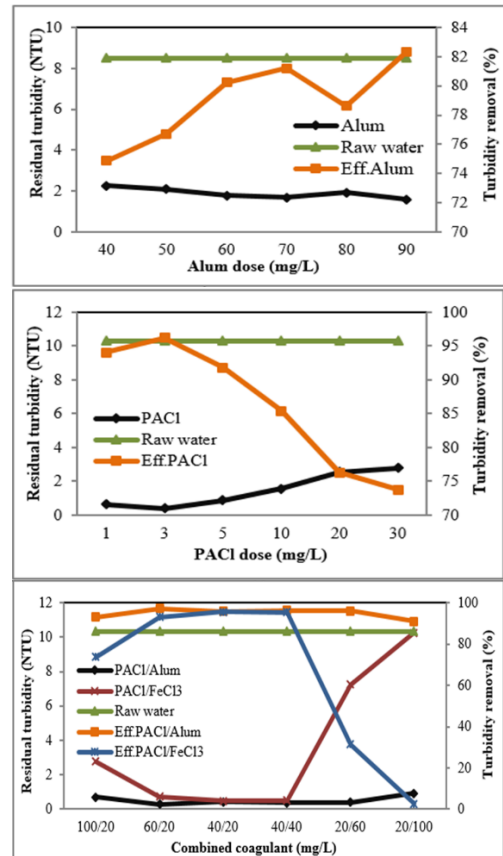 Residual turbidity (NTU)
10
8
6
4
2
0
84
82
80
78
76
74
72
70
Turbidity removal (%)
Alum
Raw water
Eff.Alum
40 50 60 70 80 90
Alum dose (mg/L)
Residual turbidity (NTU)
12
10
8
6
4
2
0
100
95
90
85
80
75
70
Turbidity removal (%)
PACl
Raw water
Eff.PACl
1 3 5 10 20 30
PACl dose (mg/L)
Residual turbidity (NTU)
12
10
8
6
4
2
0
100
80
60
40
20
0
Turbidity removal (%)
PACl/Alum
PACl/FeCl3
Raw water
Eff.PACl/Alum
Eff.PACl/FeCl3
100/20 60/20 40/20 40/40 20/60 20/100
Combined coagulant (mg/L)